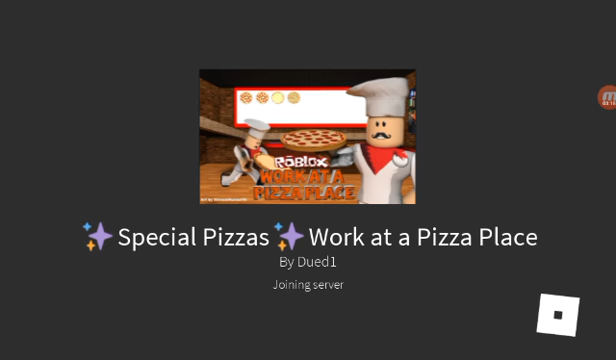 ROBLOX
WORK AT A
PIZZA PLACE
✨ Special Pizzas ✨ Work at a Pizza Place
By Dued1
Joining server